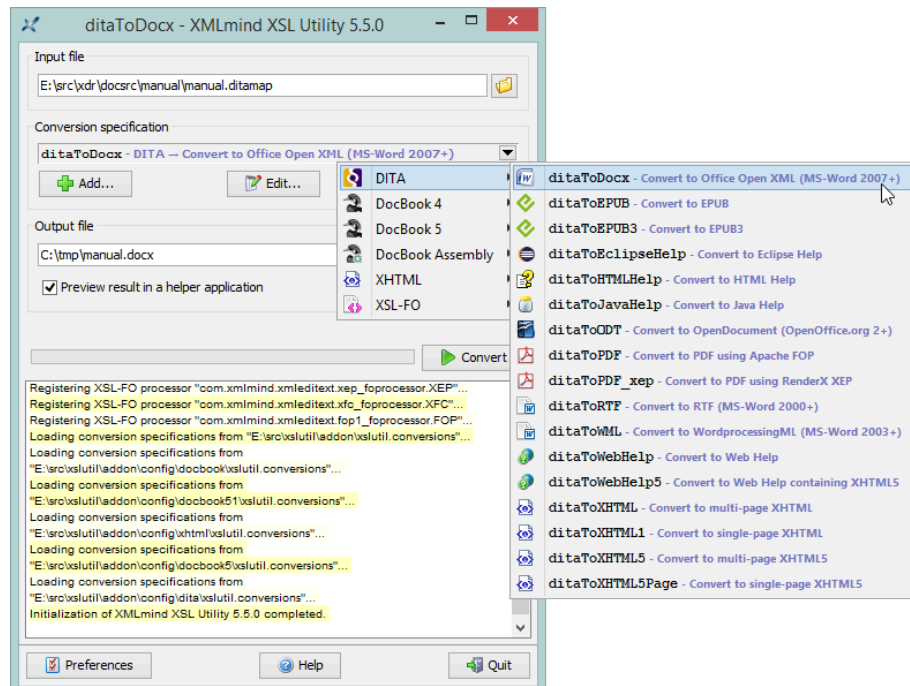 ditaToDocx - XMLmind XSL Utility 5.5.0
Input file
E:\src\xdr\docsrc\manual\manual.ditamap
Conversion specification
ditaToDocx - DITA → Convert to Office Open XML (MS-Word 2007+)
Add...
Edit...
Output file
C:\tmp\manual.docx
Preview result in a helper application
Convert
DITA
DocBook 4
DocBook 5
DocBook Assembly
XHTML
XSL-FO
ditaToDocx - Convert to Office Open XML (MS-Word 2007+)
ditaToEPUB - Convert to EPUB
ditaToEPUB3 - Convert to EPUB3
ditaToEclipseHelp - Convert to Eclipse Help
ditaToHTMLHelp - Convert to HTML Help
ditaToJavaHelp - Convert to Java Help
ditaToODT - Convert to OpenDocument (OpenOffice.org 2+)
ditaToPDF - Convert to PDF using Apache FOP
ditaToPDF_xep - Convert to PDF using RenderX XEP
ditaToRTF - Convert to RTF (MS-Word 2000+)
ditaToWML - Convert to WordprocessingML (MS-Word 2003+)
ditaToWebHelp - Convert to Web Help
ditaToWebHelp5 - Convert to Web Help containing XHTML5
ditaToXHTML - Convert to multi-page XHTML
ditaToXHTML1 - Convert to single-page XHTML
ditaToXHTML5 - Convert to multi-page XHTML5
ditaToXHTML5Page - Convert to single-page XHTML5
Registering XSL-FO processor "com.xmlmind.xmleditext.xep_foprocessor.XEP"...
Registering XSL-FO processor "com.xmlmind.xmleditext.xfc_foprocessor.XFC"...
Registering XSL-FO processor "com.xmlmind.xmleditext.fop1_foprocessor.FOP"...
Loading conversion specifications from "E:\src\xslutil\addon\xslutil.conversions"...
Loading conversion specifications from
"E:\src\xslutil\addon\config\docbook\xslutil.conversions"...
Loading conversion specifications from
"E:\src\xslutil\addon\config\docbook51\xslutil.conversions"...
Loading conversion specifications from
"E:\src\xslutil\addon\config\xhtml\xslutil.conversions"...
Loading conversion specifications from
"E:\src\xslutil\addon\config\docbook5\xslutil.conversions"...
Loading conversion specifications from
"E:\src\xslutil\addon\config\dita\xslutil.conversions"...
Initialization of XMLmind XSL Utility 5.5.0 completed.
Preferences
Help
Quit